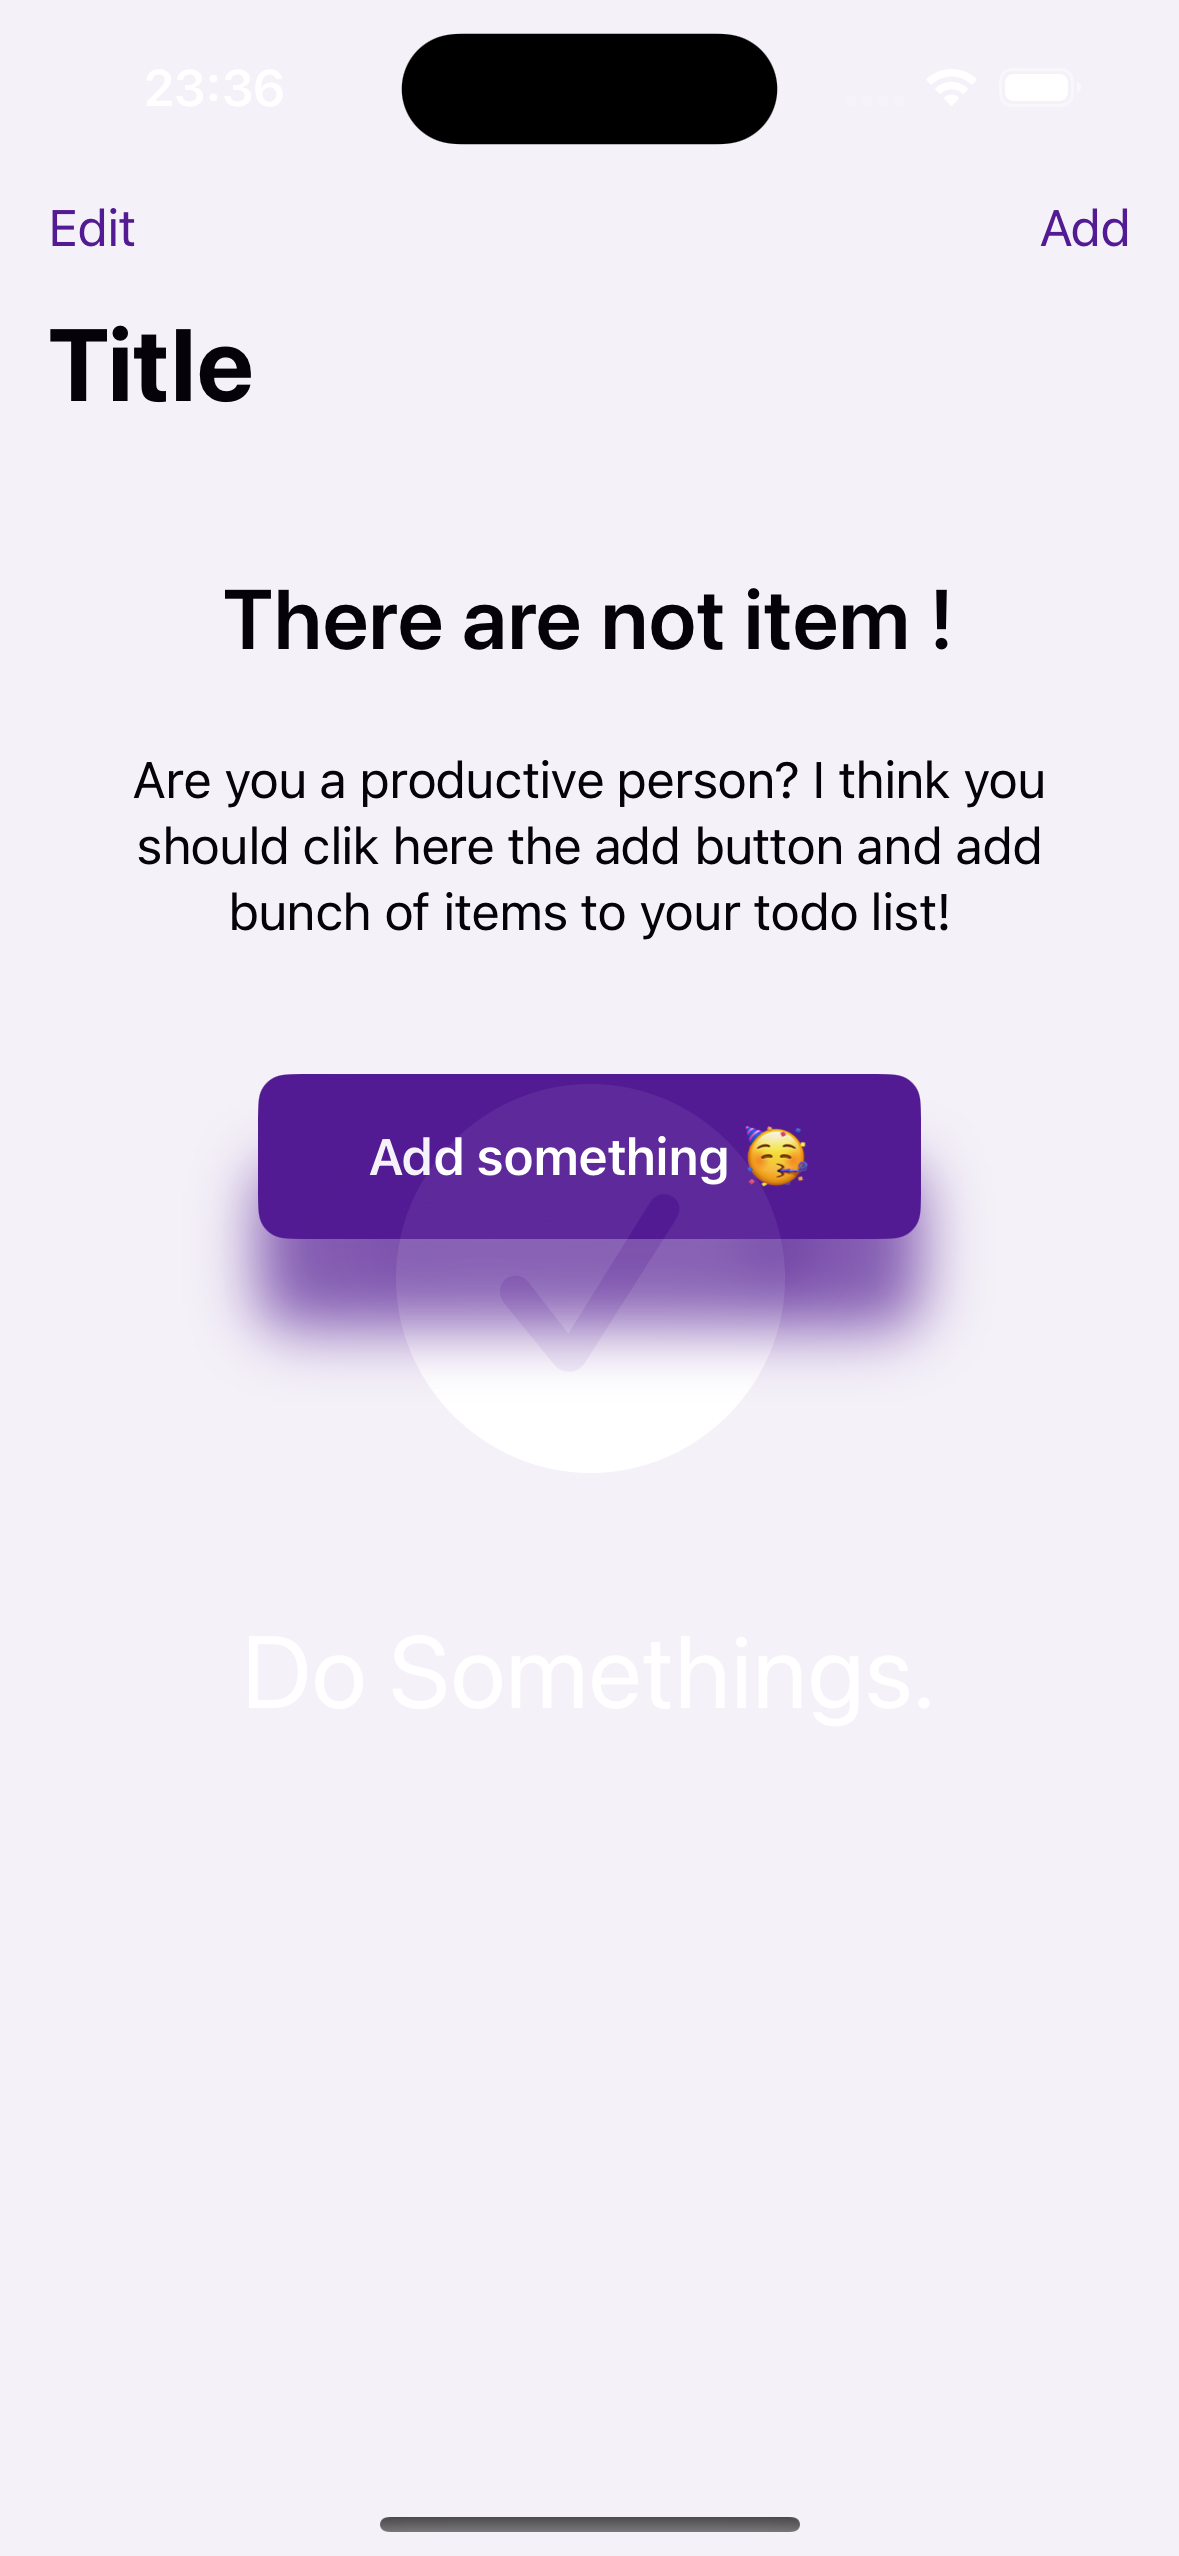 23:36
Edit
Add
Title
There are not item !
Are you a productive person? I think you
should clik here the add button and add
bunch of items to your todo list!
Add something 🥳
Do Somethings.